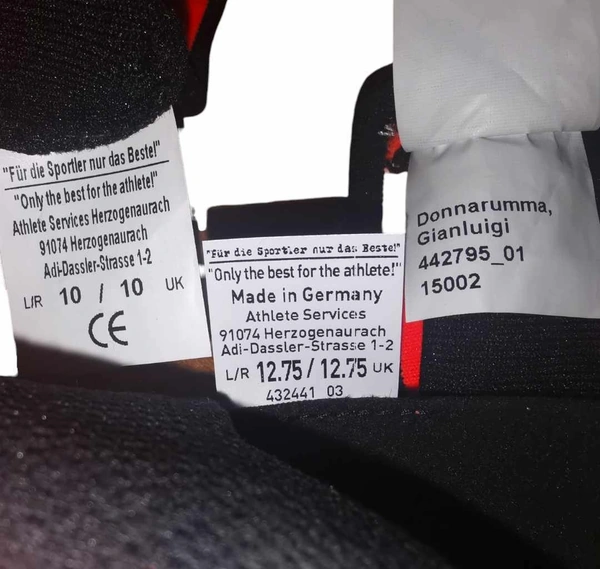 "Für die Sportler nur das Beste!"
"Only the best for the athlete!"
Athlete Services Herzogenaurach
91074 Herzogenaurach
Adi-Dassler-Strasse 1-2
L/R 10 / 10 UK
CE
"Für die Sportler nur das Beste!"
"Only the best for the athlete!"
Made in Germany
Athlete Services
91074 Herzogenaurach
Adi-Dassler-Strasse 1-2
L/R 12.75 / 12.75 UK
432441 03
Donnarumma,
Gianluigi
442795_01
15002